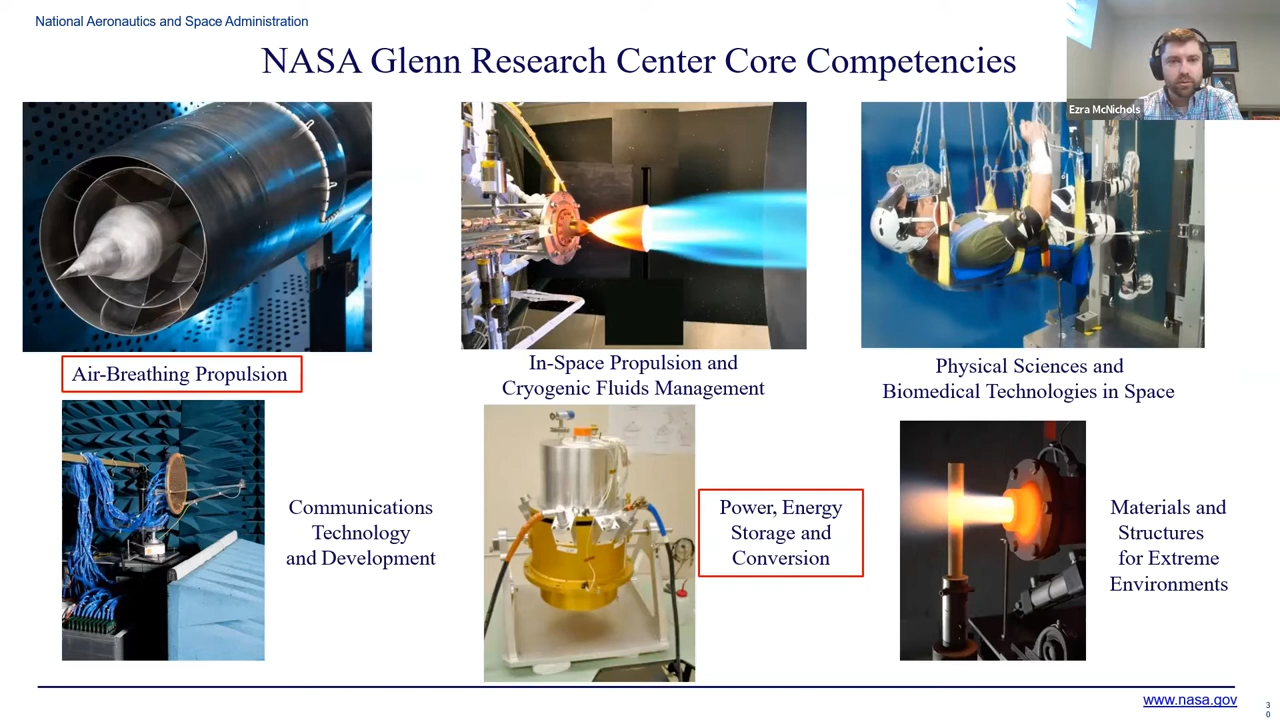 National Aeronautics and Space Administration
NASA Glenn Research Center Core Competencies
Ezra McNichols
Air-Breathing Propulsion
In-Space Propulsion and
Cryogenic Fluids Management
Physical Sciences and
Biomedical Technologies in Space
Communications
Technology
and Development
Power, Energy
Storage and
Conversion
Materials and
Structures
for Extreme
Environments
www.nasa.gov
3
0